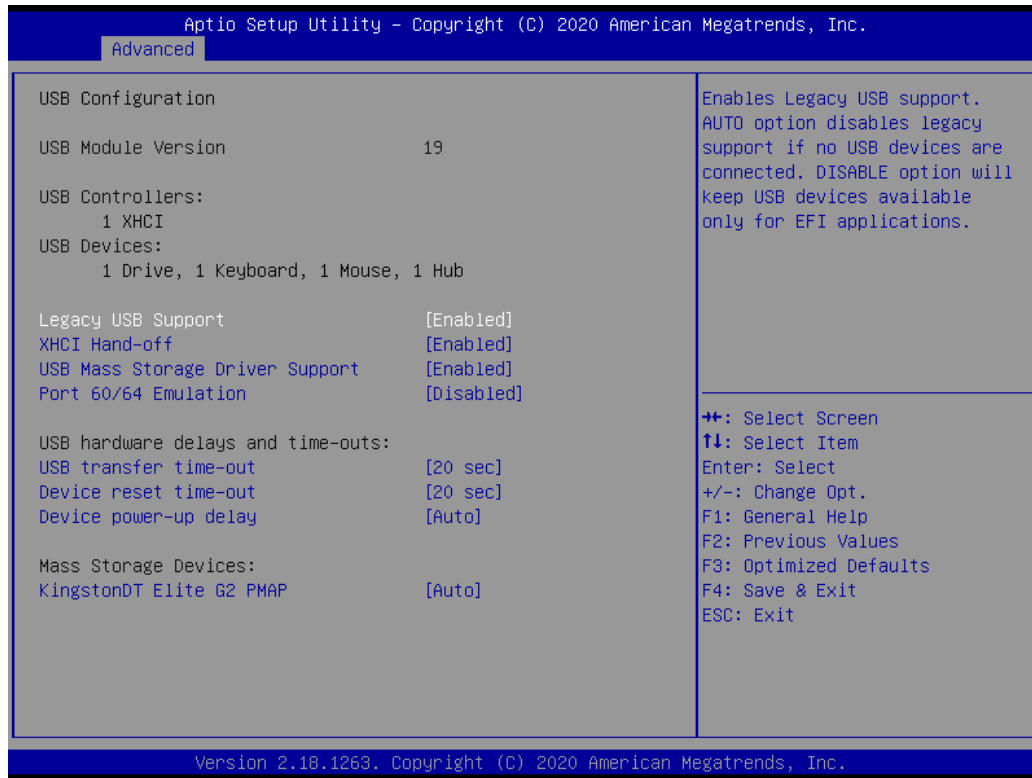 Aptio Setup Utility – Copyright (C) 2020 American Megatrends, Inc.
Advanced
USB Configuration
USB Module Version 19
USB Controllers:
1 XHCI
USB Devices:
1 Drive, 1 Keyboard, 1 Mouse, 1 Hub
Legacy USB Support [Enabled]
XHCI Hand-off [Enabled]
USB Mass Storage Driver Support [Enabled]
Port 60/64 Emulation [Disabled]
USB hardware delays and time-outs:
USB transfer time-out [20 sec]
Device reset time-out [20 sec]
Device power-up delay [Auto]
Mass Storage Devices:
KingstonDT Elite G2 PMAP [Auto]
Enables Legacy USB support.
AUTO option disables legacy
support if no USB devices are
connected. DISABLE option will
keep USB devices available
only for EFI applications.
→←: Select Screen
↑↓: Select Item
Enter: Select
+/-: Change Opt.
F1: General Help
F2: Previous Values
F3: Optimized Defaults
F4: Save & Exit
ESC: Exit
Version 2.18.1263. Copyright (C) 2020 American Megatrends, Inc.